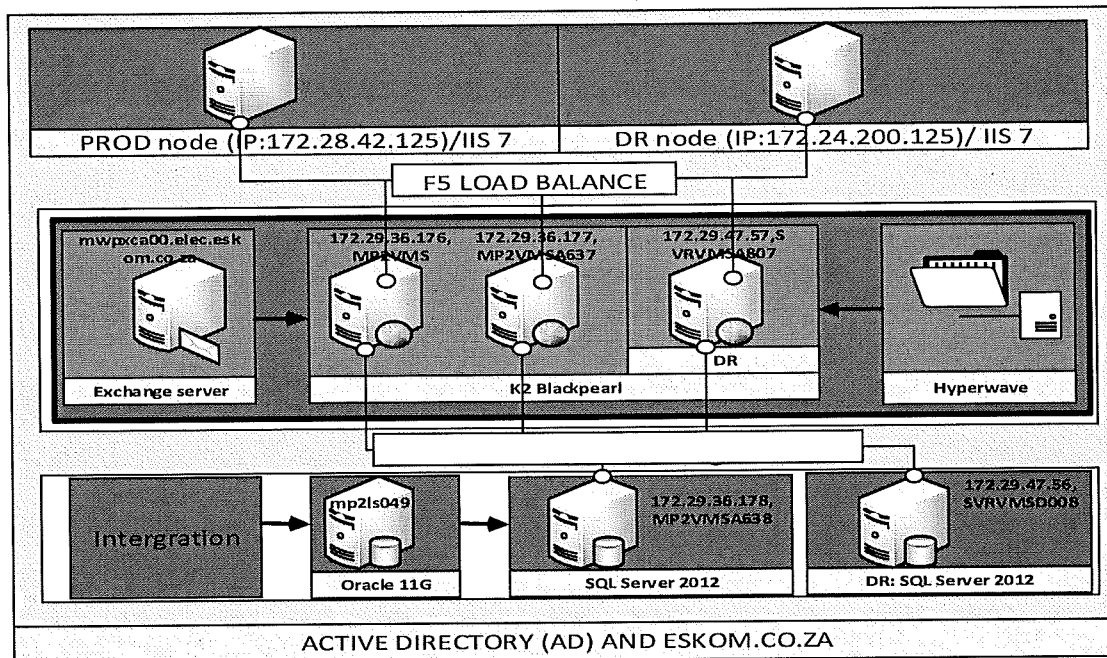 PROD node (IP:172.28.42.125)/IIS 7
DR node (IP:172.24.200.125)/ IIS 7
F5 LOAD BALANCE
mwpxca00.elec.esk
om.co.za
172.29.36.176,
MP2VMS
172.29.36.177,
MP2VMSA637
172.29.47.57,S
VRVMSA807
DR
Exchange server
K2 Blackpearl
Hyperwave
Intergration
mp2ls049
Oracle 11G
172.29.36.178,
MP2VMSA638
SQL Server 2012
172.29.47.56,
SVRVMSD008
DR: SQL Server 2012
ACTIVE DIRECTORY (AD) AND ESKOM.CO.ZA